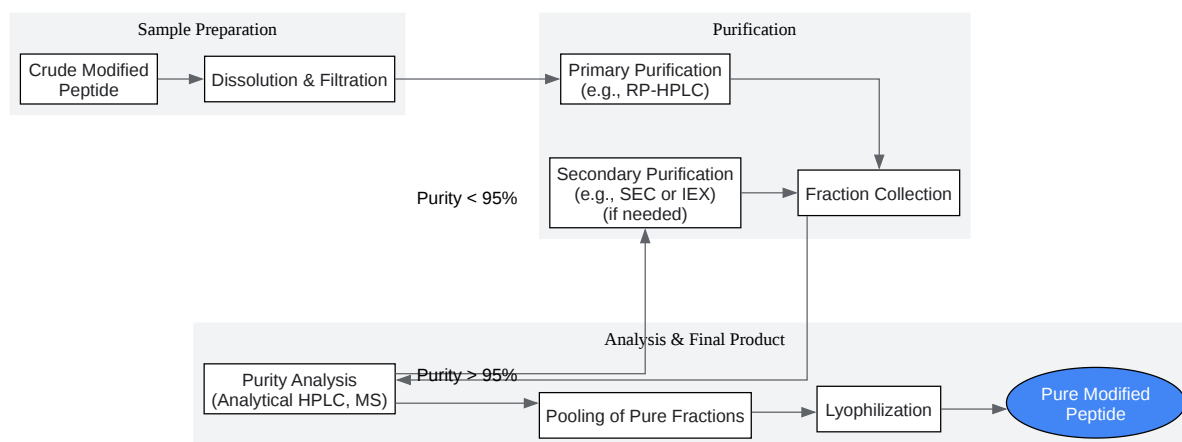 Sample Preparation
Crude Modified
Peptide
Dissolution & Filtration
Purification
Primary Purification
(e.g., RP-HPLC)
Secondary Purification
(e.g., SEC or IEX)
(if needed)
Fraction Collection
Purity < 95%
Analysis & Final Product
Purity Analysis
(Analytical HPLC, MS)
Purity > 95%
Pooling of Pure Fractions
Lyophilization
Pure Modified
Peptide